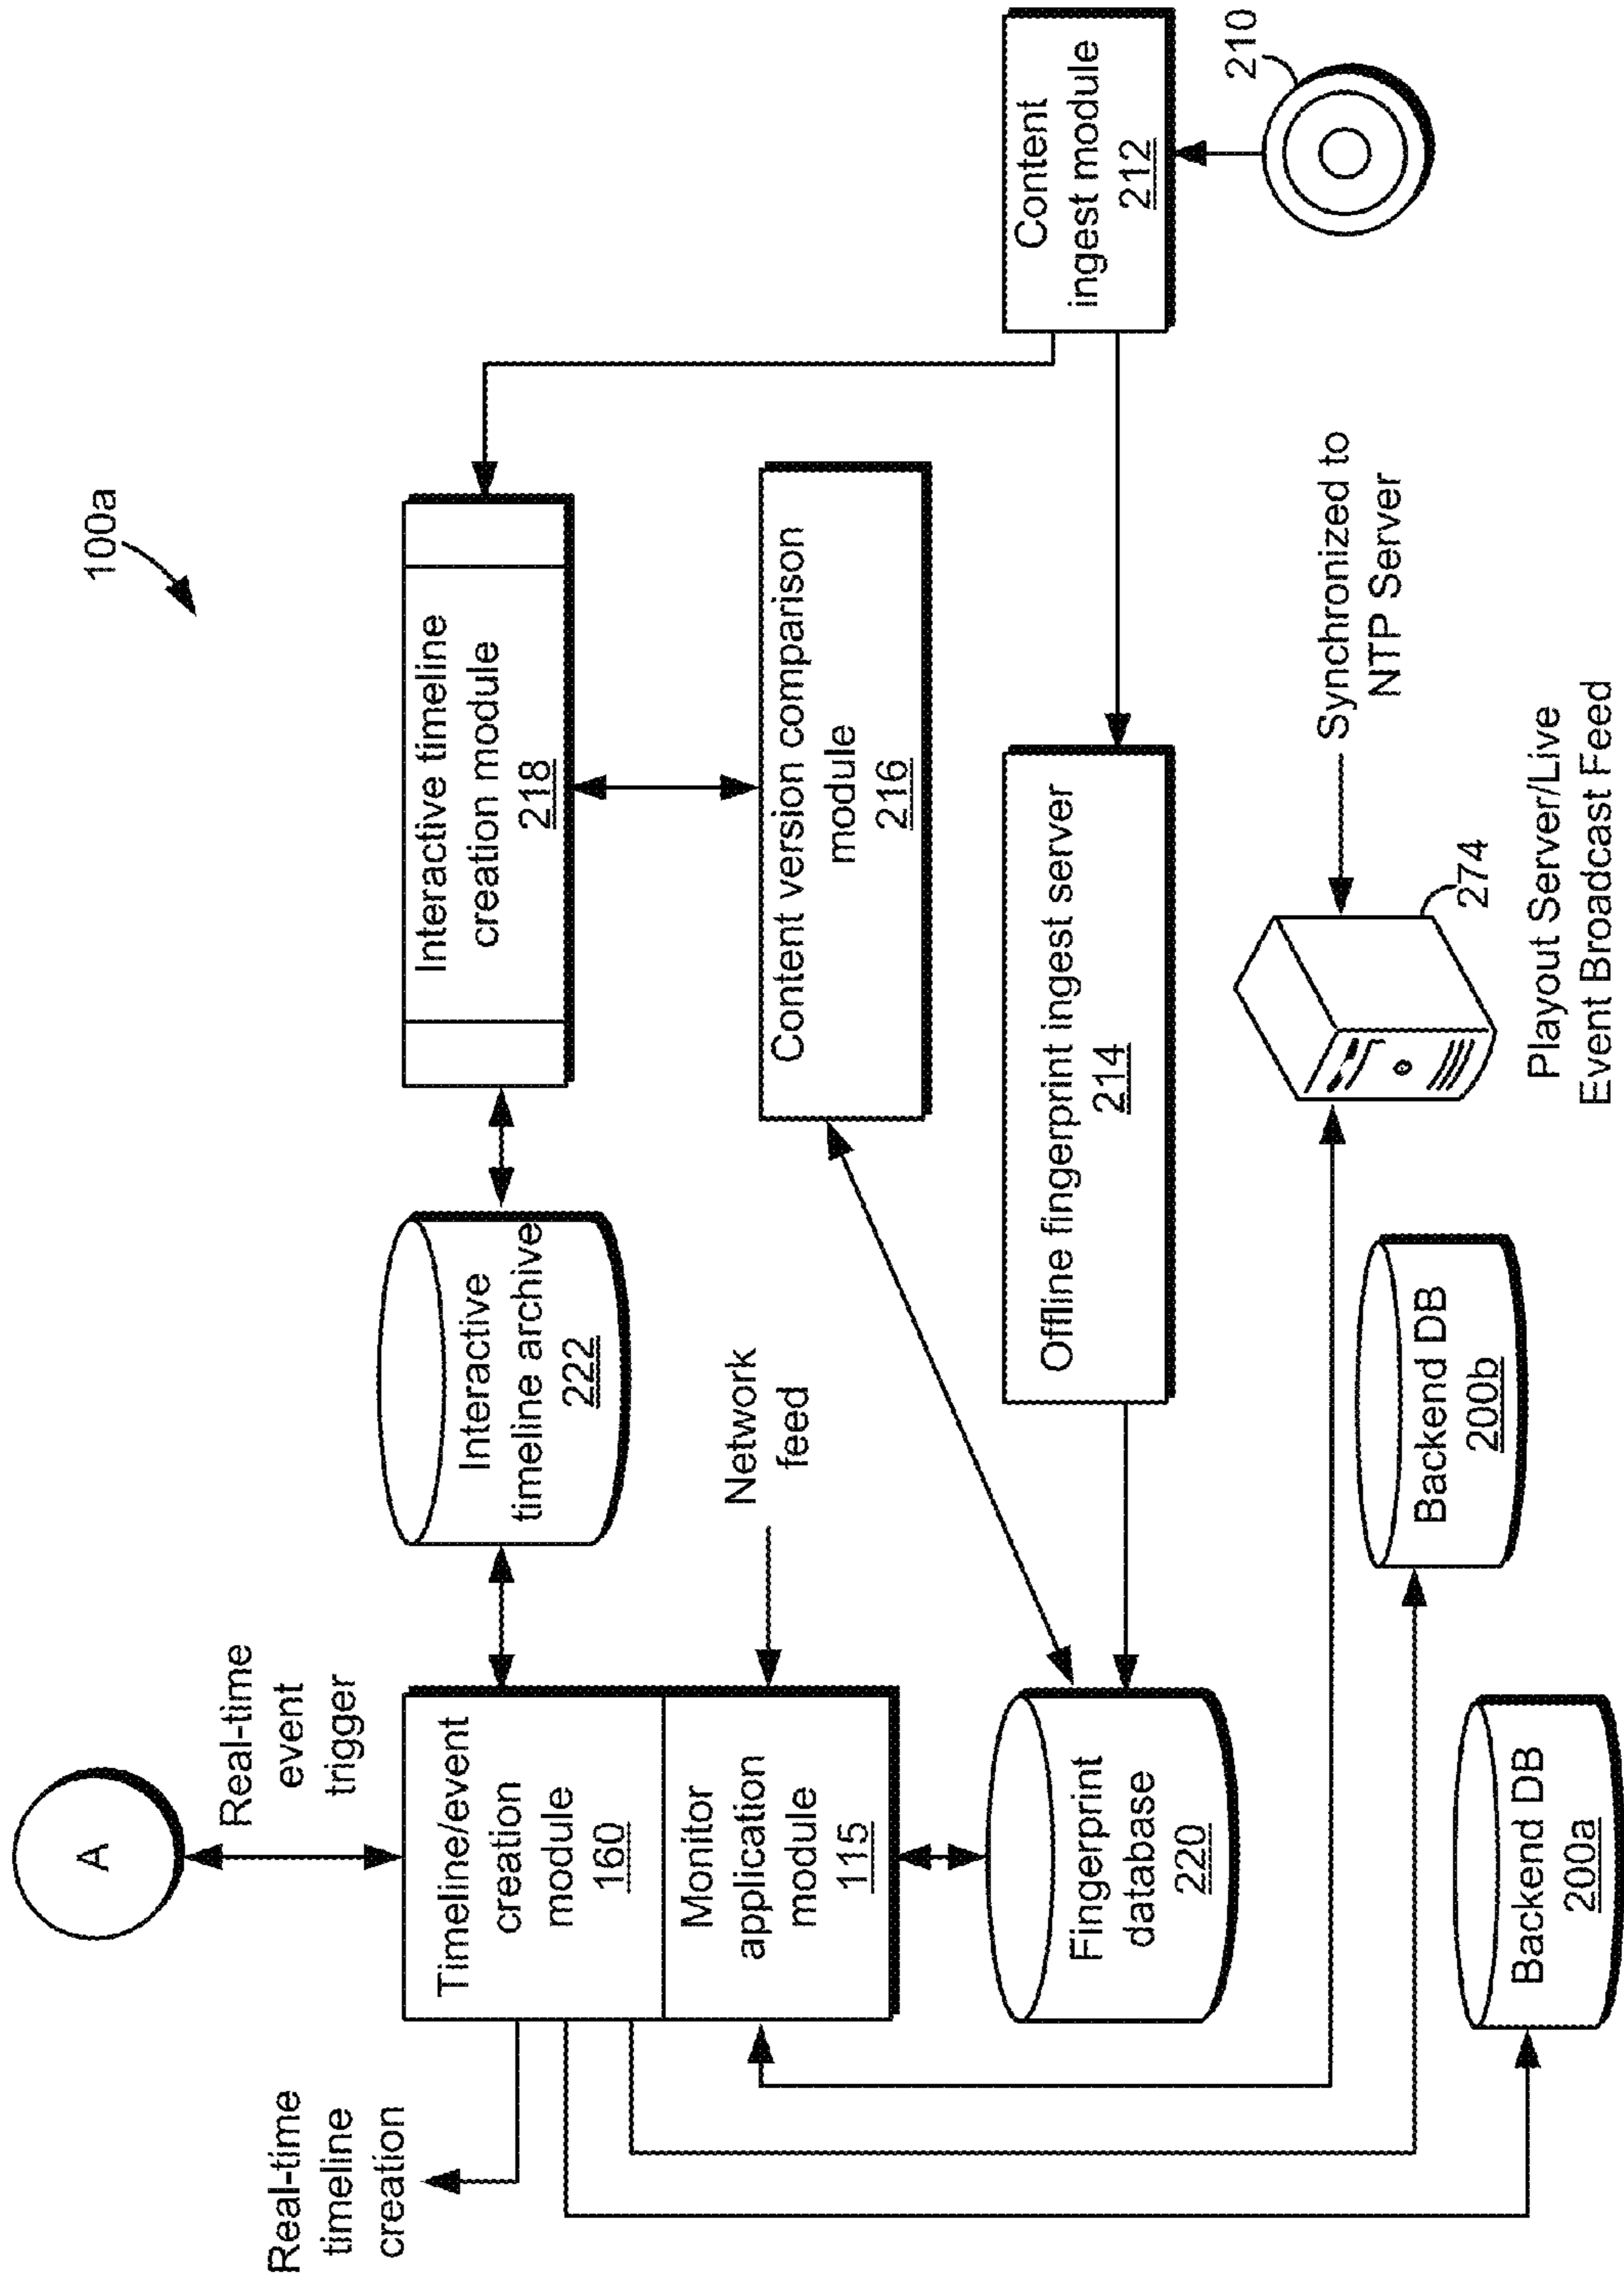 100a
A
Real-time
event
trigger
Real-time
timeline
creation
Timeline/event
creation
module
160
Monitor
application
module
115
Network
feed
Interactive
timeline archive
222
Interactive timeline
creation module
218
Content version comparison
module
216
Fingerprint
database
220
Offline fingerprint ingest server
214
Content
ingest module
212
210
Synchronized to
NTP Server
274
Playout Server/Live
Event Broadcast Feed
Backend DB
200b
Backend DB
200a